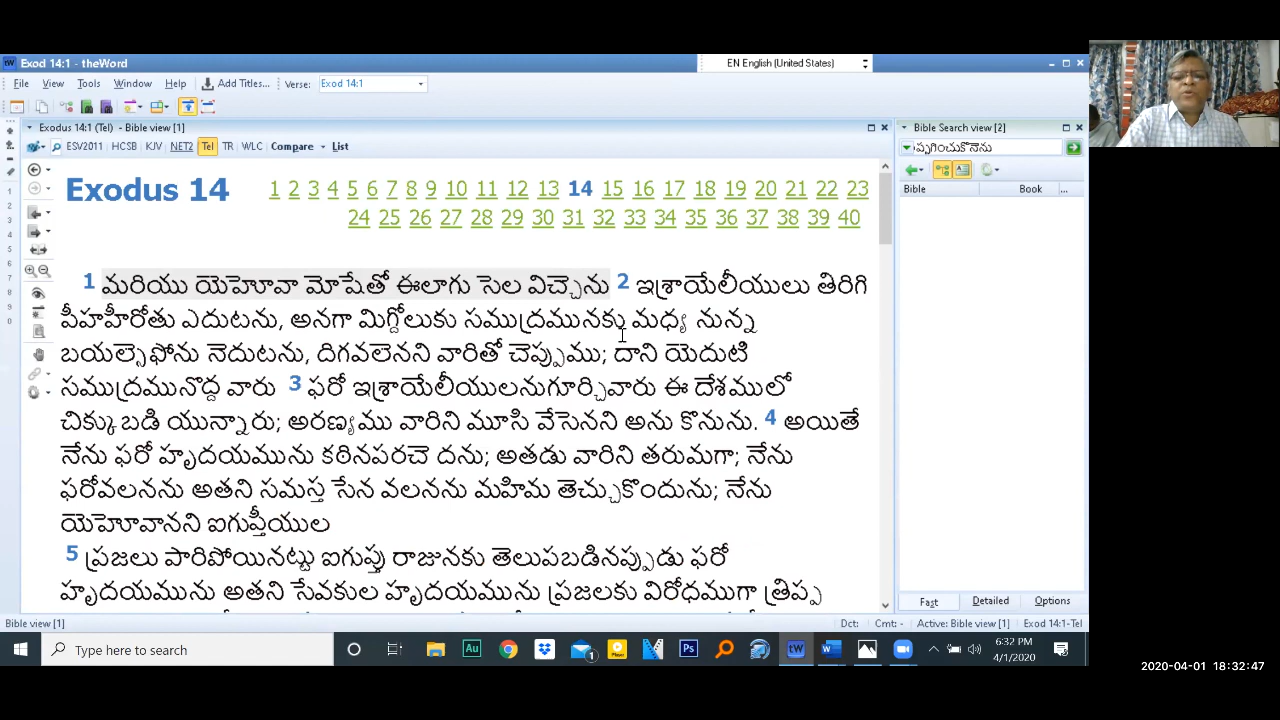 Exod 14:1 - theWord
EN English (United States)
File View Tools Window Help Add Titles... Verse: Exod 14:1
Exodus 14:1 (Tel) - Bible view [1]
Bible Search view [2]
ESV2011 HCSB KJV NET2 Tel TR WLC Compare List
Bible Book ...
Exodus 14
1 2 3 4 5 6 7 8 9 10 11 12 13 14 15 16 17 18 19 20 21 22 23
24 25 26 27 28 29 30 31 32 33 34 35 36 37 38 39 40
1 మరియు యెహోవా మోషేతో ఈలాగు సెల విచ్చెను 2 ఇశ్రాయేలీయులు తిరిగి
పీహహీరోతు ఎదుటను, అనగా మిగ్దోలుకు సముద్రమునకు మధ్య నున్న
బయల్సెఫోను నెదుటను, దిగవలెనని వారితో చెప్పుము; దాని యెదుటి
సముద్రమునొద్ద వారు 3 ఫరో ఇశ్రాయేలీయులనుగూర్చివారు ఈ దేశములో
చిక్కుబడి యున్నారు; అరణ్యము వారిని మూసి వేసెనని అను కొనును. 4 అయితే
నేను ఫరో హృదయమును కఠినపరచె దను; అతడు వారిని తరుమగా; నేను
ఫరోవలనను అతని సమస్త సేన వలనను మహిమ తెచ్చుకొందును; నేను
యెహోవానని ఐగుప్తీయుల
5 ప్రజలు పారిపోయినట్టు ఐగుప్తు రాజునకు తెలుపబడినప్పుడు ఫరో
హృదయమును అతని సేవకుల హృదయమును ప్రజలకు విరోధముగా త్రిప్ప
Fast Detailed Options
Bible view [1]
Dct: Cmt: - Active: Bible view [1] Exod 14:1-Tel
Type here to search
6:32 PM
4/1/2020
2020-04-01 18:32:47